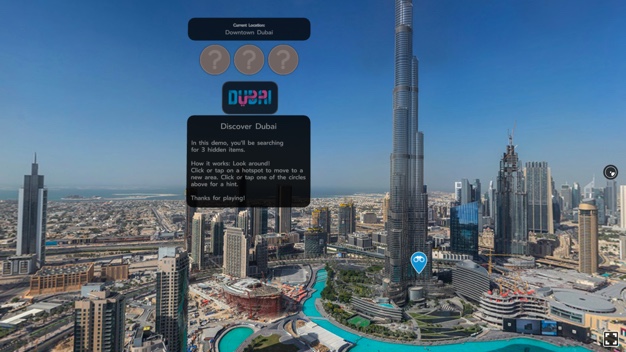 Current Location:
Downtown Dubai
? ? ?
DUBAI
Discover Dubai
In this demo, you'll be searching
for 3 hidden items.
How it works: Look around!
Click or tap on a hotspot to move to a
new area. Click or tap one of the circles
above for a hint.
Thanks for playing!